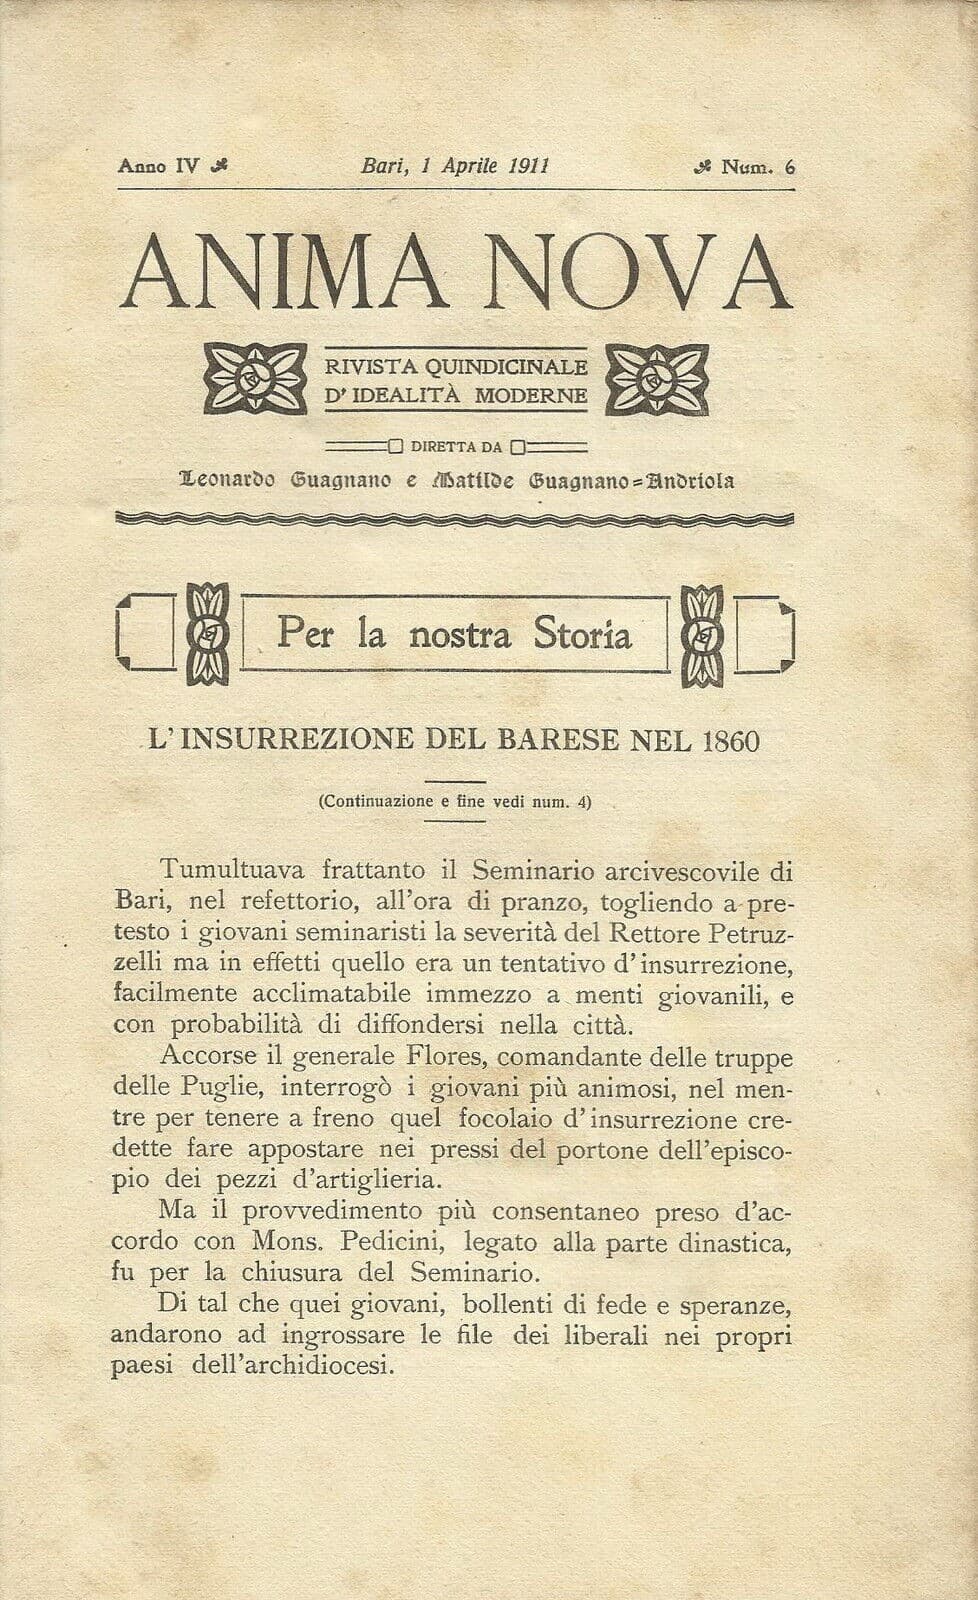 Anno IV
Bari, 1 Aprile 1911
Num. 6
ANIMA NOVA
RIVISTA QUINDICINALE
D' IDEALITÀ MODERNE
DIRETTA DA
Leonardo Guagnano e Matilde Guagnano=Andriola
Per la nostra Storia
L' INSURREZIONE DEL BARESE NEL 1860
(Continuazione e fine vedi num. 4)
Tumultuava frattanto il Seminario arcivescovile di
Bari, nel refettorio, all'ora di pranzo, togliendo a pre-
testo i giovani seminaristi la severità del Rettore Petruz-
zelli ma in effetti quello era un tentativo d'insurrezione,
facilmente acclimatabile immezzo a menti giovanili, e
con probabilità di diffondersi nella città.
Accorse il generale Flores, comandante delle truppe
delle Puglie, interrogò i giovani più animosi, nel men-
tre per tenere a freno quel focolaio d'insurrezione cre-
dette fare appostare nei pressi del portone dell'episco-
pio dei pezzi d'artiglieria.
Ma il provvedimento più consentaneo preso d'ac-
cordo con Mons. Pedicini, legato alla parte dinastica,
fu per la chiusura del Seminario.
Di tal che quei giovani, bollenti di fede e speranze,
andarono ad ingrossare le file dei liberali nei propri
paesi dell'archidiocesi.